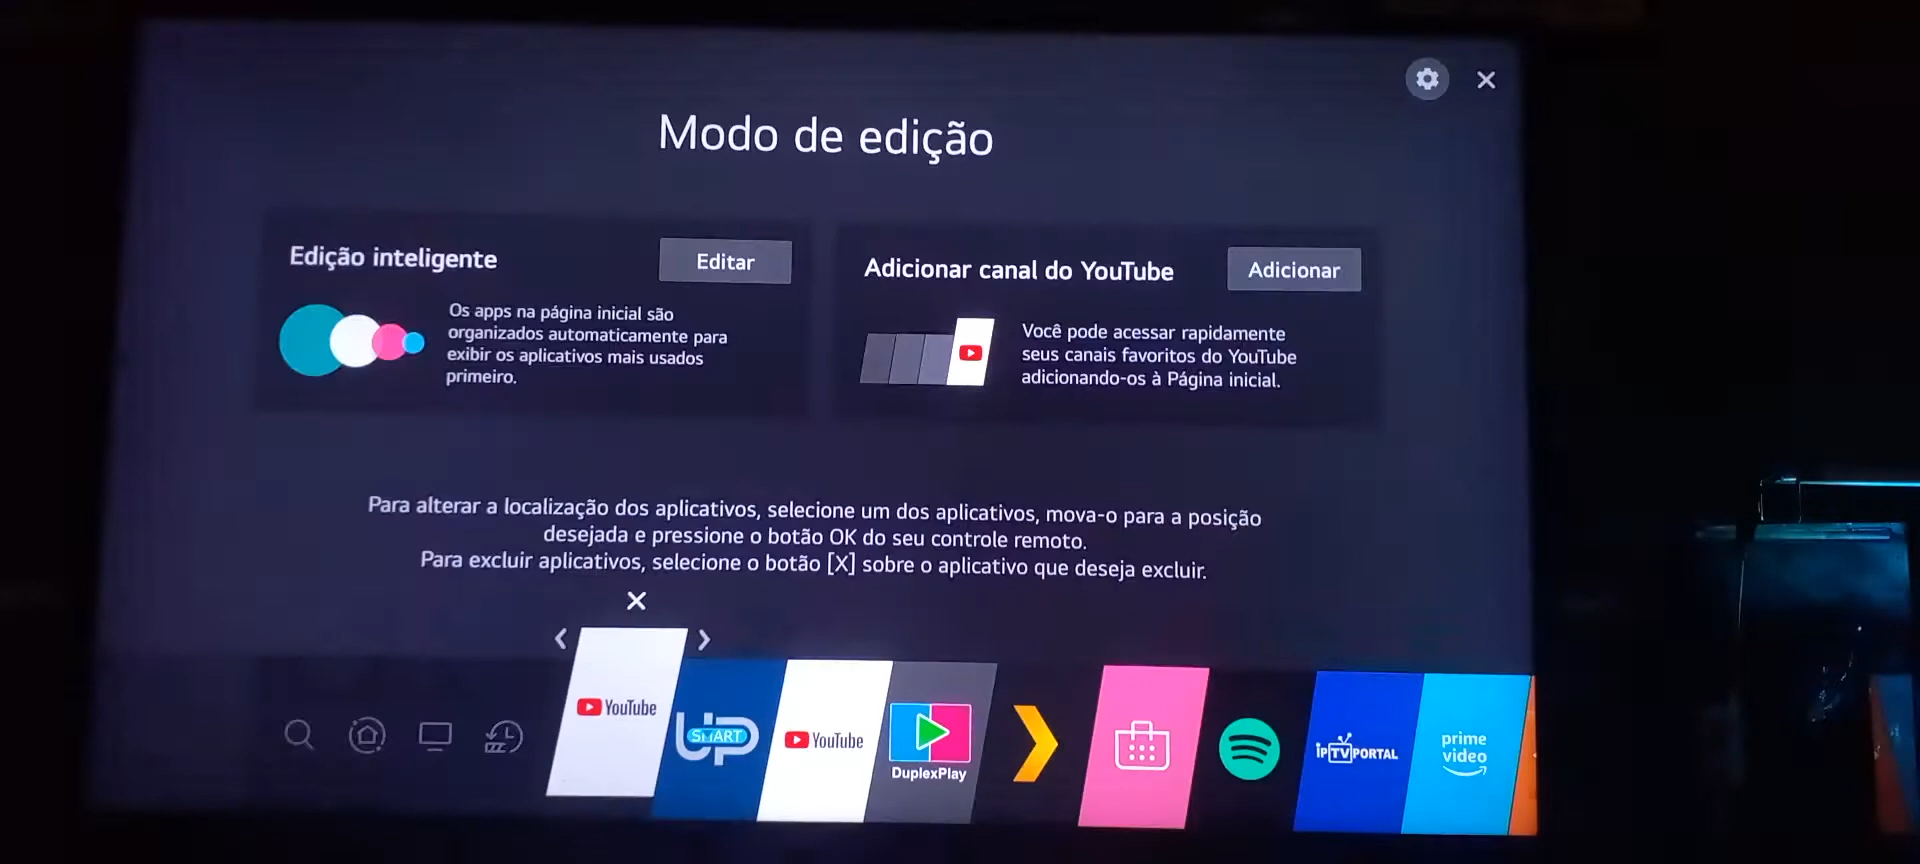 Modo de edição
Edição inteligente
Editar
Os apps na página inicial são
organizados automaticamente para
exibir os aplicativos mais usados
primeiro.
Adicionar canal do YouTube
Adicionar
Você pode acessar rapidamente
seus canais favoritos do YouTube
adicionando-os à Página inicial.
Para alterar a localização dos aplicativos, selecione um dos aplicativos, mova-o para a posição
desejada e pressione o botão OK do seu controle remoto.
Para excluir aplicativos, selecione o botão [X] sobre o aplicativo que deseja excluir.
YouTube
UP
SMART
YouTube
DuplexPlay
IPTVPORTAL
prime
video